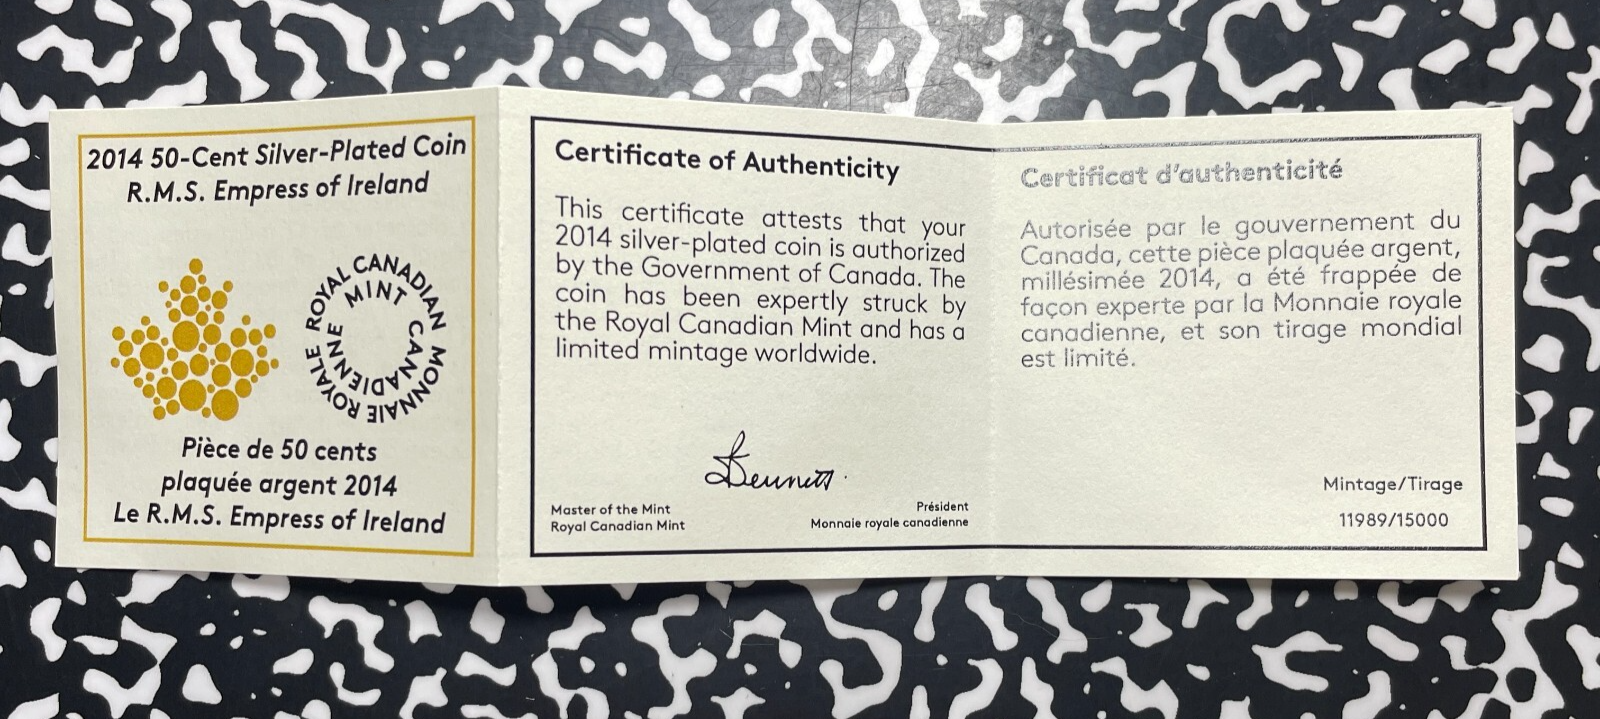 2014 50-Cent Silver-Plated Coin
R.M.S. Empress of Ireland
ROYAL CANADIAN MINT
MONNAIE ROYALE CANADIENNE
Pièce de 50 cents
plaquée argent 2014
Le R.M.S. Empress of Ireland
Certificate of Authenticity
This certificate attests that your
2014 silver-plated coin is authorized
by the Government of Canada. The
coin has been expertly struck by
the Royal Canadian Mint and has a
limited mintage worldwide.
Bennett
Master of the Mint
Royal Canadian Mint
Président
Monnaie royale canadienne
Certificat d'authenticité
Autorisée par le gouvernement du
Canada, cette pièce plaquée argent,
millésimée 2014, a été frappée de
façon experte par la Monnaie royale
canadienne, et son tirage mondial
est limité.
Mintage/Tirage
11989/15000